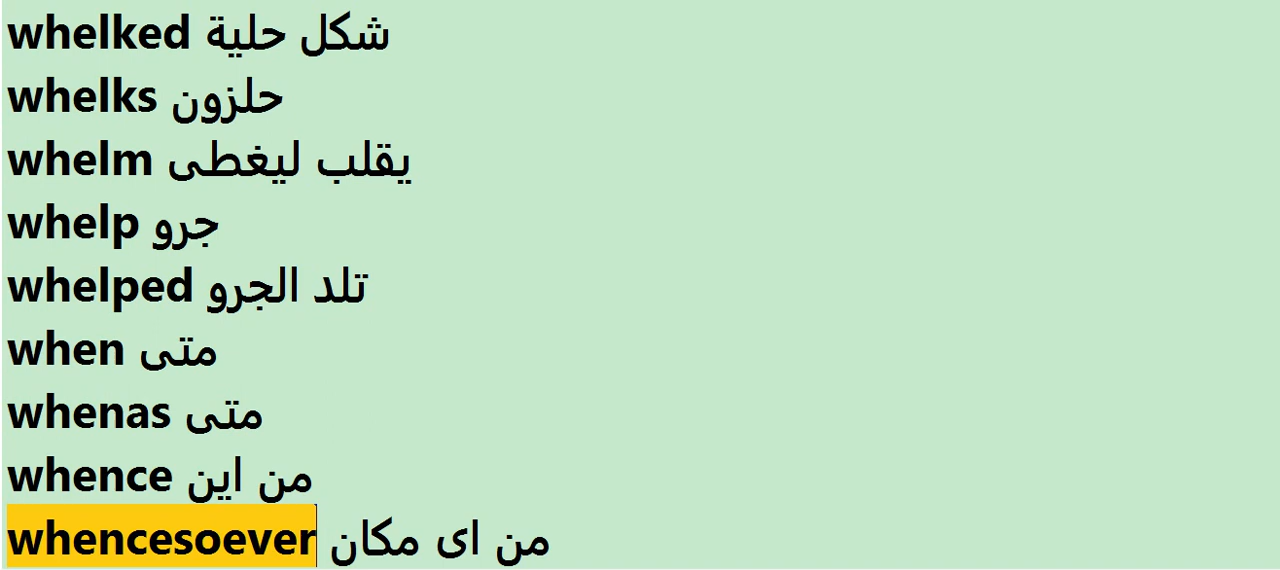 whelked شكل حلية
whelks حلزون
whelm يقلب ليغطى
whelp جرو
whelped تلد الجرو
when متى
whenas متى
whence من اين
whencesoever من اى مكان